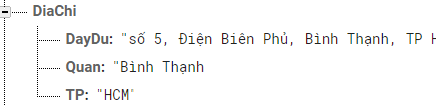 DiaChi
DayDu: "số 5, Điện Biên Phủ, Bình Thạnh, TP H
Quan: "Bình Thạnh
TP: "HCM"